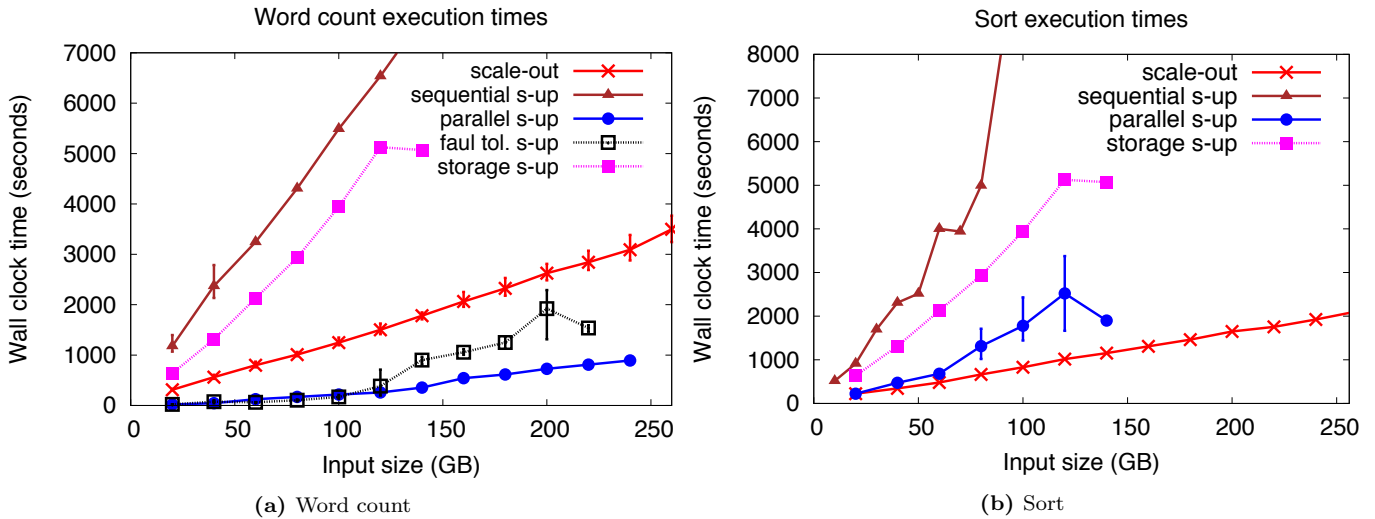 Word count execution times
7000
6000
5000
4000
3000
2000
1000
0
Wall clock time (seconds)
scale-out
sequential s-up
parallel s-up
faul tol. s-up
storage s-up
0
50
100
150
200
250
Input size (GB)
(a) Word count
Sort execution times
8000
7000
6000
5000
4000
3000
2000
1000
0
Wall clock time (seconds)
scale-out
sequential s-up
parallel s-up
storage s-up
0
50
100
150
200
250
Input size (GB)
(b) Sort